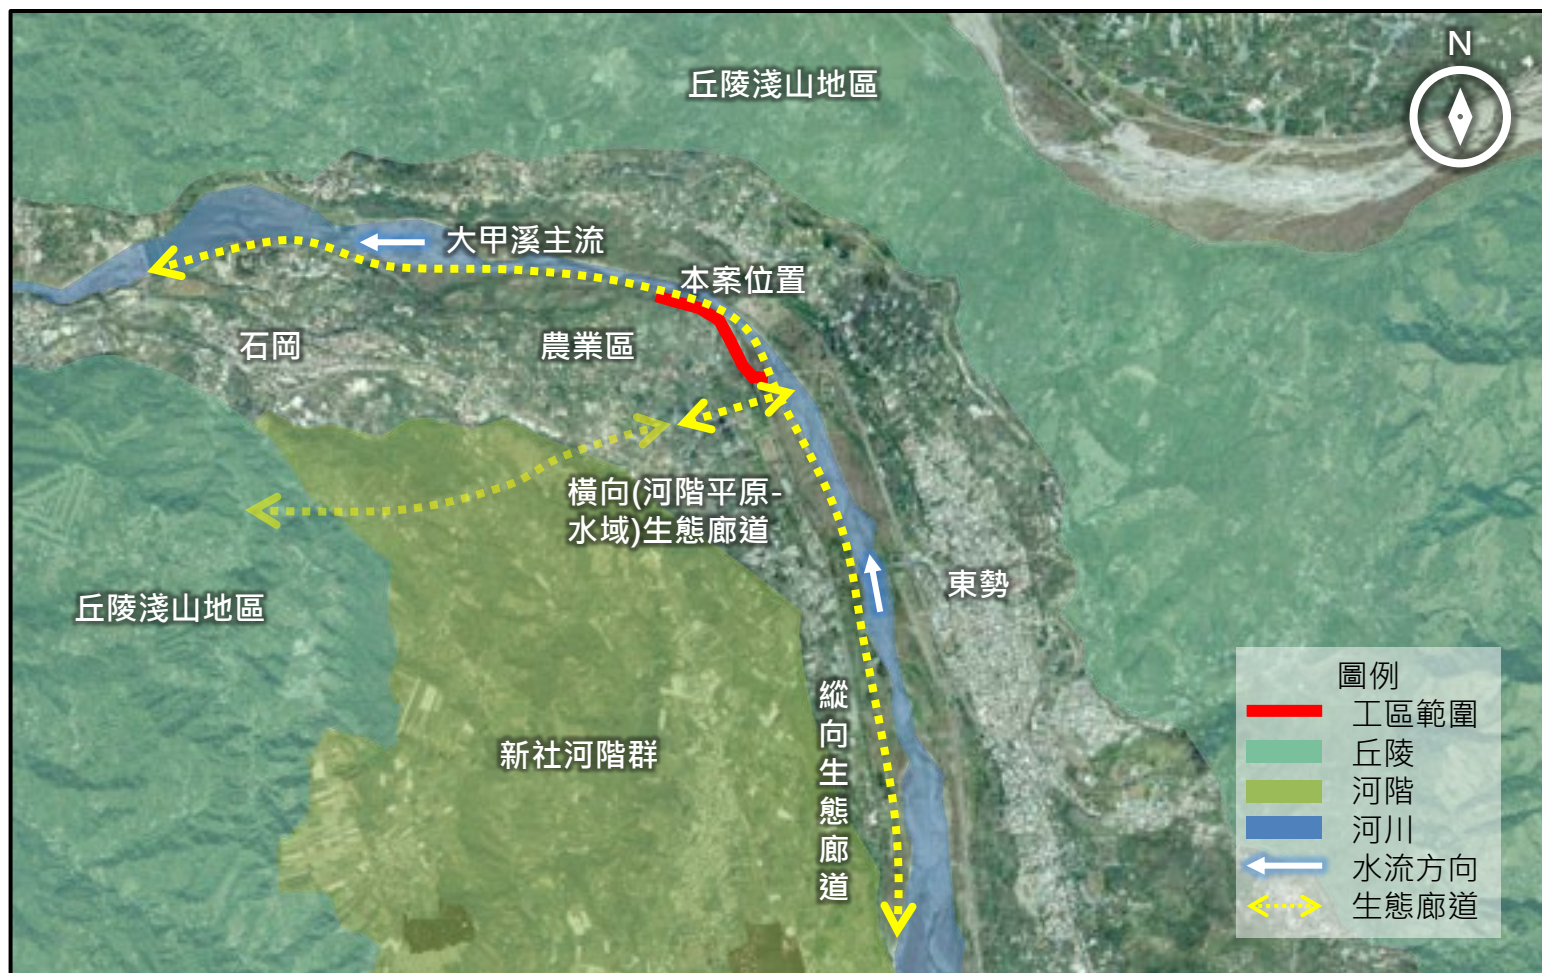 N
丘陵淺山地區
大甲溪主流
本案位置
石岡
農業區
橫向(河階平原-
水域)生態廊道
東勢
丘陵淺山地區
新社河階群
縱向生態廊道
圖例
工區範圍
丘陵
河階
河川
水流方向
生態廊道